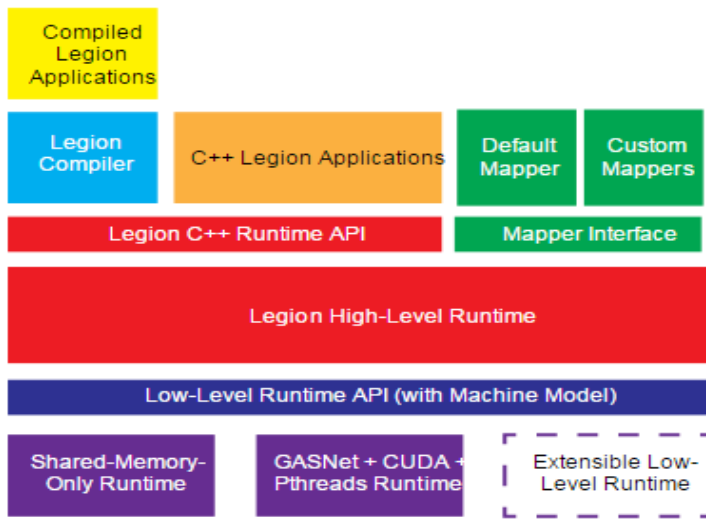 Compiled
Legion
Applications
Legion
Compiler
C++ Legion Applications
Default
Mapper
Custom
Mappers
Legion C++ Runtime API
Mapper Interface
Legion High-Level Runtime
Low-Level Runtime API (with Machine Model)
Shared-Memory-
Only Runtime
GASNet + CUDA +
Pthreads Runtime
Extensible Low-
Level Runtime